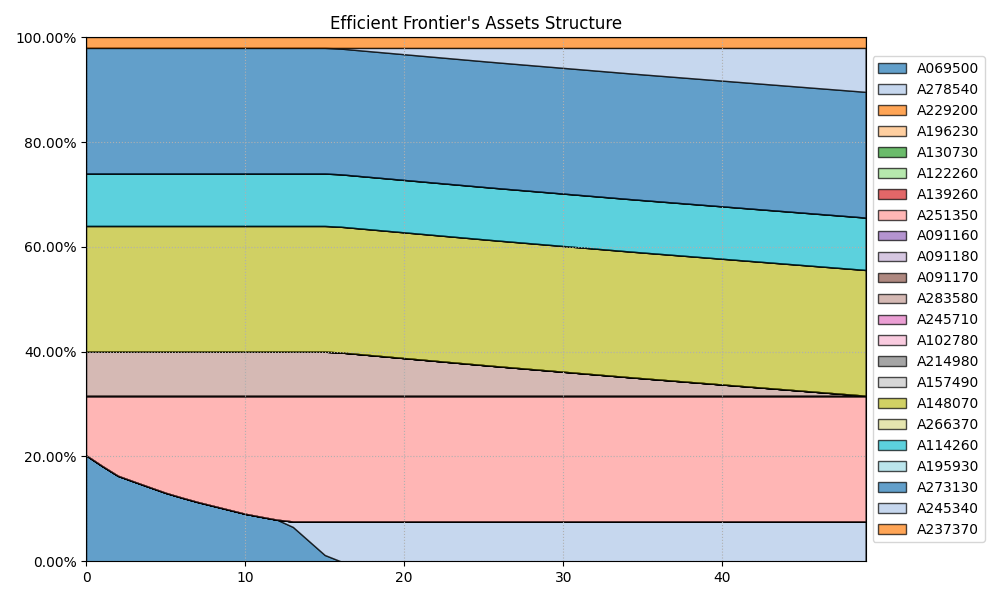 Efficient Frontier's Assets Structure
100.00%
80.00%
60.00%
40.00%
20.00%
0.00%
0
10
20
30
40
A069500
A278540
A229200
A196230
A130730
A122260
A139260
A251350
A091160
A091180
A091170
A283580
A245710
A102780
A214980
A157490
A148070
A266370
A114260
A195930
A273130
A245340
A237370